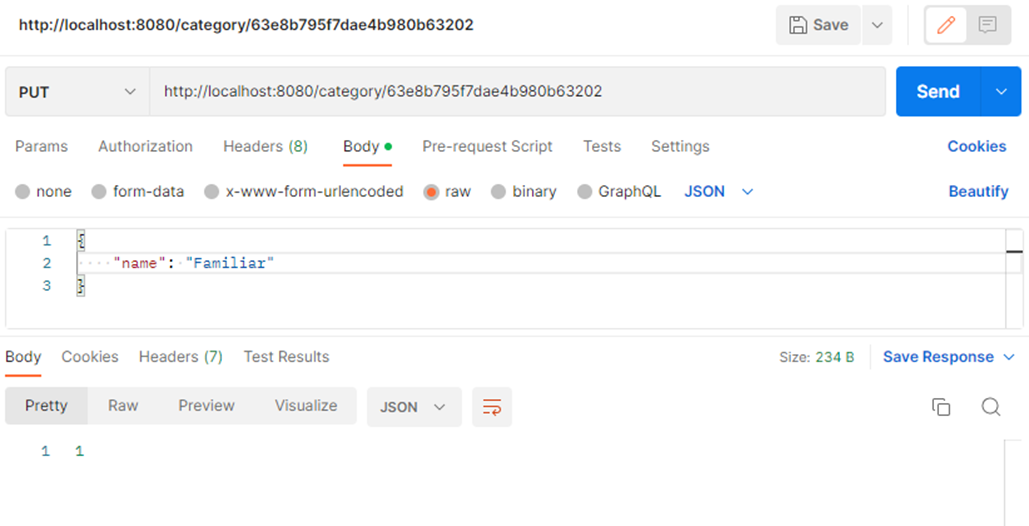 http://localhost:8080/category/63e8b795f7dae4b980b63202 Save
PUT http://localhost:8080/category/63e8b795f7dae4b980b63202 Send
Params Authorization Headers (8) Body Pre-request Script Tests Settings Cookies
none form-data x-www-form-urlencoded raw binary GraphQL JSON Beautify
1 {
2 "name": "Familiar"
3 }
Body Cookies Headers (7) Test Results Size: 234 B Save Response
Pretty Raw Preview Visualize JSON
1 1